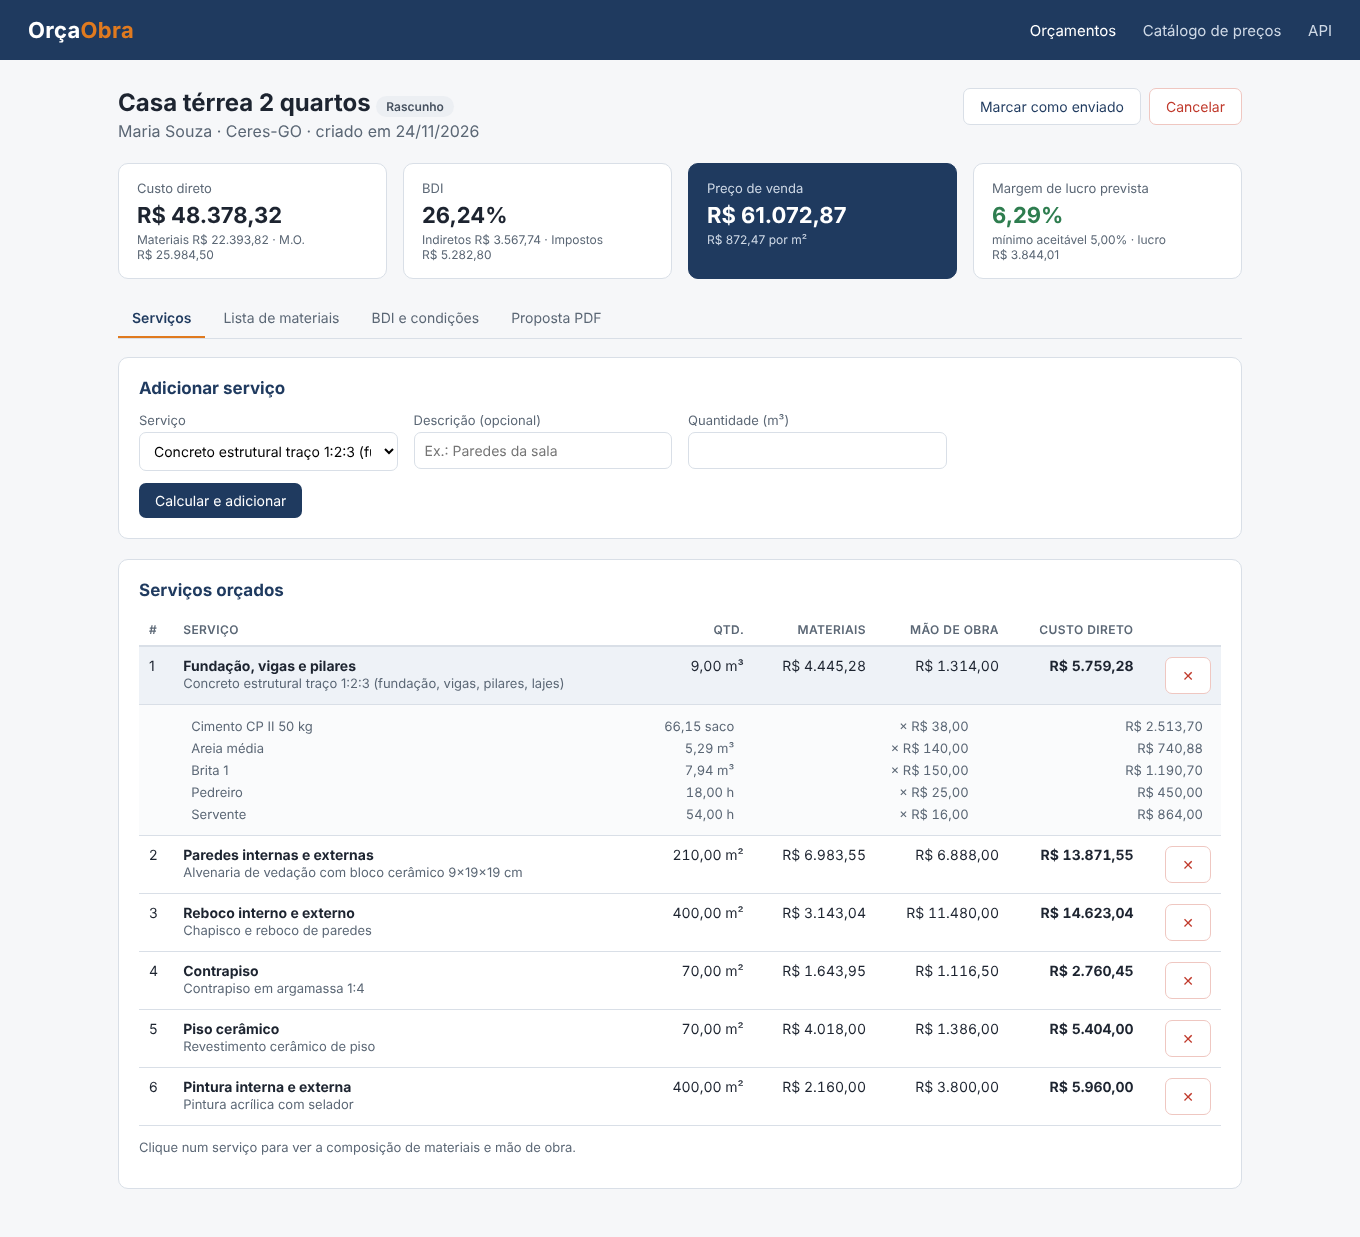 OrçaObra
Orçamentos Catálogo de preços API
Casa térrea 2 quartos Rascunho
Marcar como enviado Cancelar
Maria Souza · Ceres-GO · criado em 24/11/2026
Custo direto
R$ 48.378,32
Materiais R$ 22.393,82 · M.O.
R$ 25.984,50
BDI
26,24%
Indiretos R$ 3.567,74 · Impostos
R$ 5.282,80
Preço de venda
R$ 61.072,87
R$ 872,47 por m²
Margem de lucro prevista
6,29%
mínimo aceitável 5,00% · lucro
R$ 3.844,01
Serviços Lista de materiais BDI e condições Proposta PDF
Adicionar serviço
Serviço Descrição (opcional) Quantidade (m³)
Concreto estrutural traço 1:2:3 (fu Ex.: Paredes da sala
Calcular e adicionar
Serviços orçados
# SERVIÇO QTD. MATERIAIS MÃO DE OBRA CUSTO DIRETO
1 Fundação, vigas e pilares 9,00 m³ R$ 4.445,28 R$ 1.314,00 R$ 5.759,28 ×
Concreto estrutural traço 1:2:3 (fundação, vigas, pilares, lajes)
Cimento CP II 50 kg 66,15 saco × R$ 38,00 R$ 2.513,70
Areia média 5,29 m³ × R$ 140,00 R$ 740,88
Brita 1 7,94 m³ × R$ 150,00 R$ 1.190,70
Pedreiro 18,00 h × R$ 25,00 R$ 450,00
Servente 54,00 h × R$ 16,00 R$ 864,00
2 Paredes internas e externas 210,00 m² R$ 6.983,55 R$ 6.888,00 R$ 13.871,55 ×
Alvenaria de vedação com bloco cerâmico 9×19×19 cm
3 Reboco interno e externo 400,00 m² R$ 3.143,04 R$ 11.480,00 R$ 14.623,04 ×
Chapisco e reboco de paredes
4 Contrapiso 70,00 m² R$ 1.643,95 R$ 1.116,50 R$ 2.760,45 ×
Contrapiso em argamassa 1:4
5 Piso cerâmico 70,00 m² R$ 4.018,00 R$ 1.386,00 R$ 5.404,00 ×
Revestimento cerâmico de piso
6 Pintura interna e externa 400,00 m² R$ 2.160,00 R$ 3.800,00 R$ 5.960,00 ×
Pintura acrílica com selador
Clique num serviço para ver a composição de materiais e mão de obra.